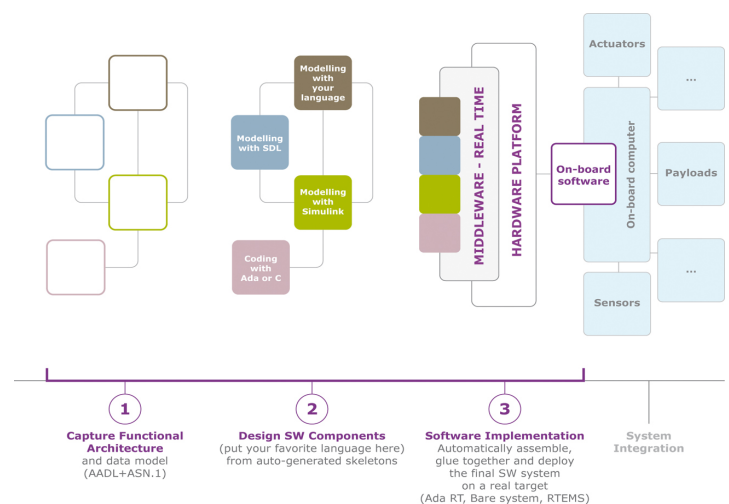 Modelling
with
your
language
Modelling
with SDL
Modelling
with
Simulink
Coding
with
Ada or C
MIDDLEWARE - REAL TIME
HARDWARE PLATFORM
Actuators
...
On-board
software
On-board computer
Payloads
Sensors
...
1
Capture Functional
Architecture
and data model
(AADL+ASN.1)
2
Design SW Components
(put your favorite language here)
from auto-generated skeletons
3
Software Implementation
Automatically assemble,
glue together and deploy
the final SW system
on a real target
(Ada RT, Bare system, RTEMS)
System
Integration